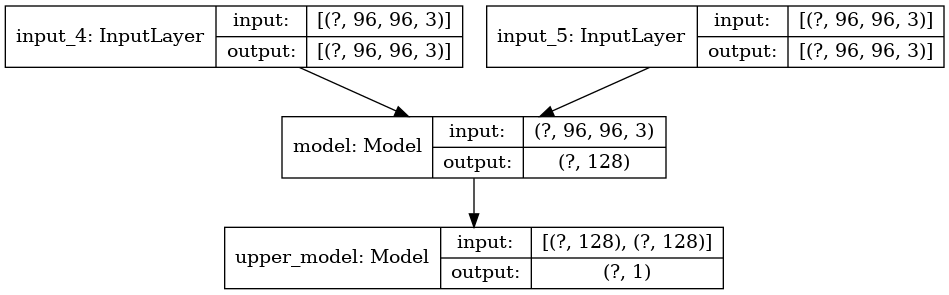 input_4: InputLayer
input:
[(?, 96, 96, 3)]
output:
[(?, 96, 96, 3)]
input_5: InputLayer
input:
[(?, 96, 96, 3)]
output:
[(?, 96, 96, 3)]
model: Model
input:
(?, 96, 96, 3)
output:
(?, 128)
upper_model: Model
input:
[(?, 128), (?, 128)]
output:
(?, 1)